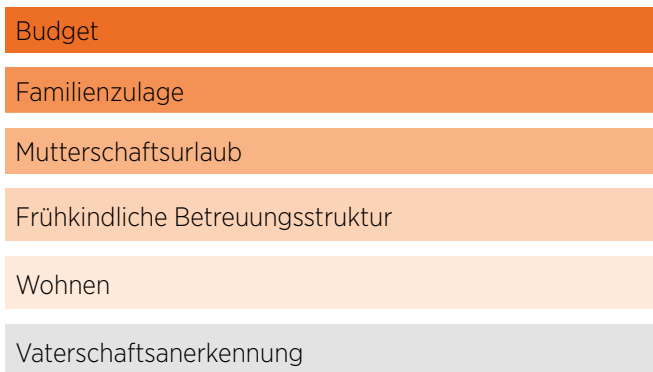 Budget
Familienzulage
Mutterschaftsurlaub
Frühkindliche Betreuungsstruktur
Wohnen
Vaterschaftsanerkennung